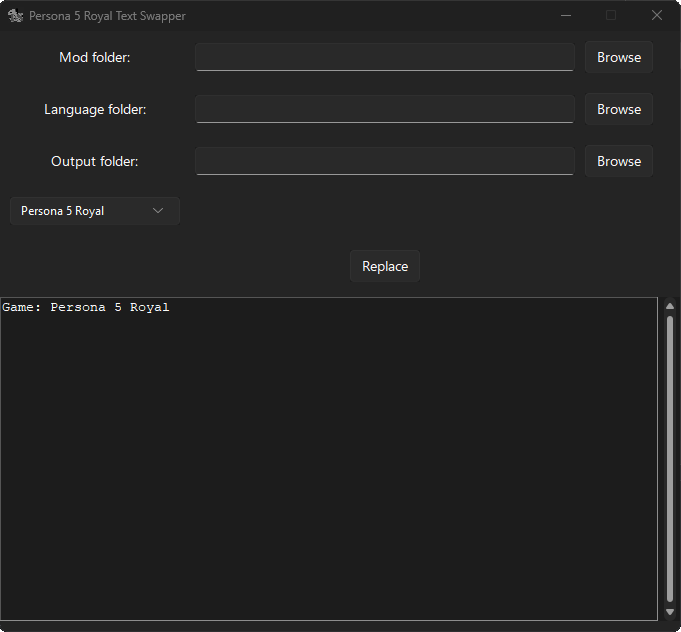 Persona 5 Royal Text Swapper
Mod folder: Browse
Language folder: Browse
Output folder: Browse
Persona 5 Royal
Replace
Game: Persona 5 Royal